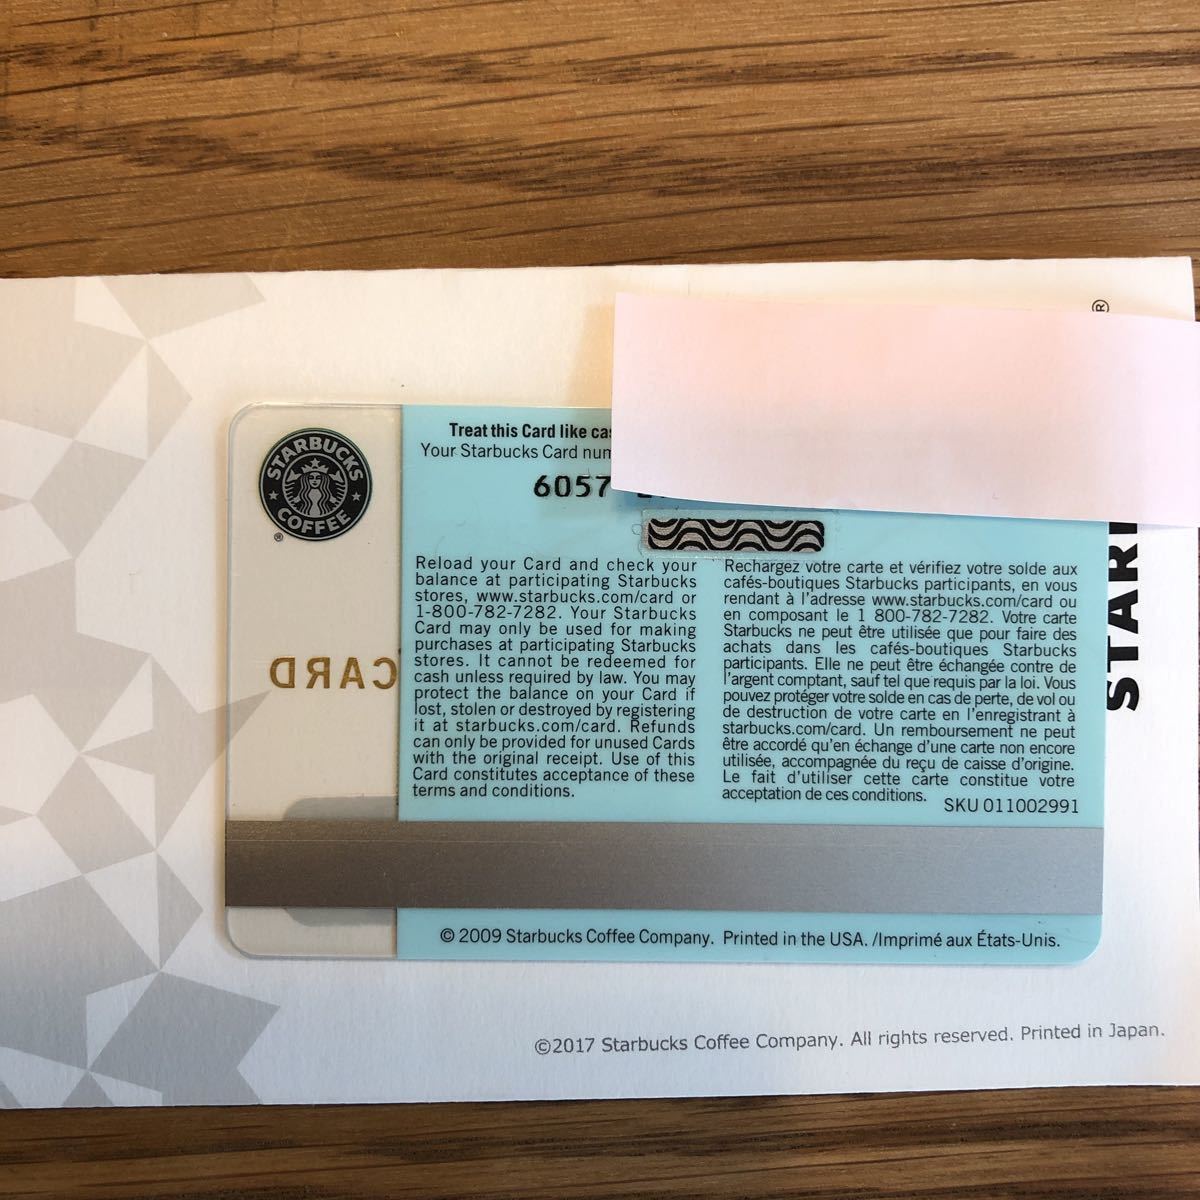 ®
STARBUCKS
COFFEE
®
Treat this Card like
Your Starbucks Card
6057
Reload your Card and check your
balance at participating Starbucks
stores, www.starbucks.com/card or
1-800-782-7282. Your Starbucks
Card may only be used for making
purchases at participating Starbucks
stores. It cannot be redeemed for
cash unless required by law. You may
protect the balance on your Card if
lost, stolen or destroyed by registering
it at starbucks.com/card. Refunds
can only be provided for unused Cards
with the original receipt. Use of this
Card constitutes acceptance of these
terms and conditions.
Rechargez votre carte et vérifiez votre solde aux
cafés-boutiques Starbucks participants, en vous
rendant à l'adresse www.starbucks.com/card ou
en composant le 1 800-782-7282. Votre carte
Starbucks ne peut être utilisée que pour faire des
achats dans les cafés-boutiques Starbucks
participants. Elle ne peut être échangée contre de
l'argent comptant, sauf tel que requis par la loi. Vous
pouvez protéger votre solde en cas de perte, de vol ou
de destruction de votre carte en l'enregistrant à
starbucks.com/card. Un remboursement ne peut
être accordé qu'en échange d'une carte non encore
utilisée, accompagnée du reçu de caisse d'origine.
Le fait d'utiliser cette carte constitue votre
acceptation de ces conditions.
SKU 011002991
CARD
STAR
© 2009 Starbucks Coffee Company. Printed in the USA. /Imprimé aux États-Unis.
©2017 Starbucks Coffee Company. All rights reserved. Printed in Japan.